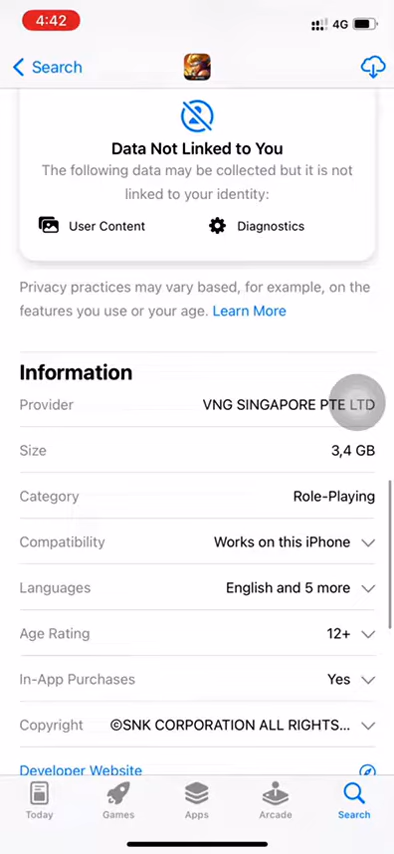 4:42
4G
Search
Data Not Linked to You
The following data may be collected but it is not
linked to your identity:
User Content
Diagnostics
Privacy practices may vary based, for example, on the
features you use or your age. Learn More
Information
Provider VNG SINGAPORE PTE LTD
Size 3,4 GB
Category Role-Playing
Compatibility Works on this iPhone
Languages English and 5 more
Age Rating 12+
In-App Purchases Yes
Copyright ©SNK CORPORATION ALL RIGHTS...
Developer Website
Today Games Apps Arcade Search